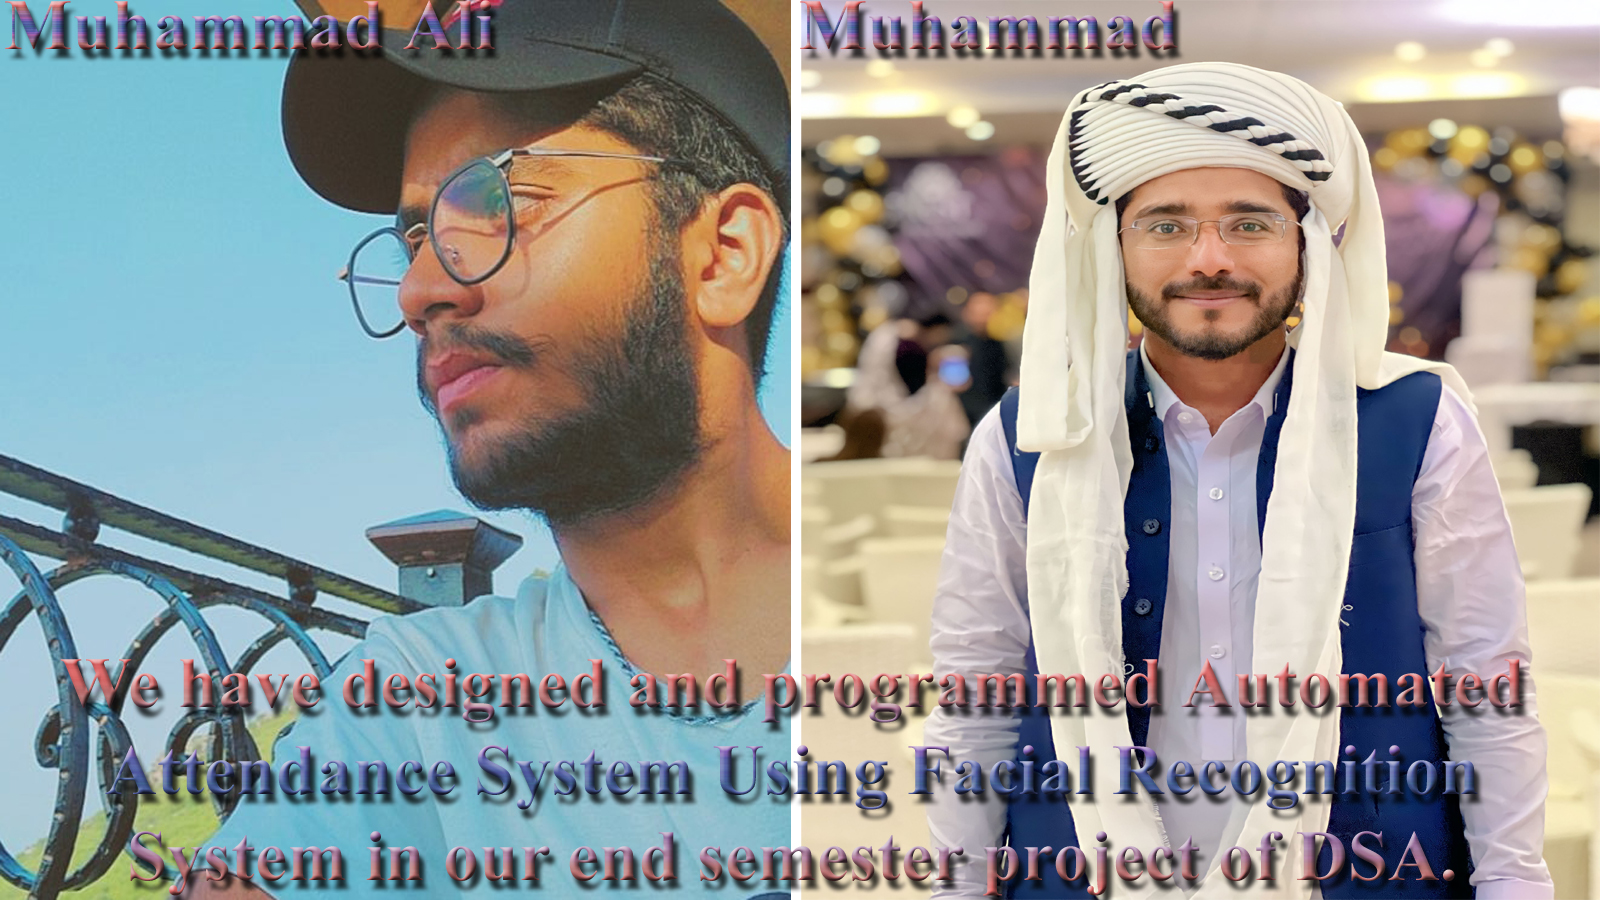 Muhammad Ali
Muhammad
We have designed and programmed Automated
Attendance System Using Facial Recognition
System in our end semester project of DSA.